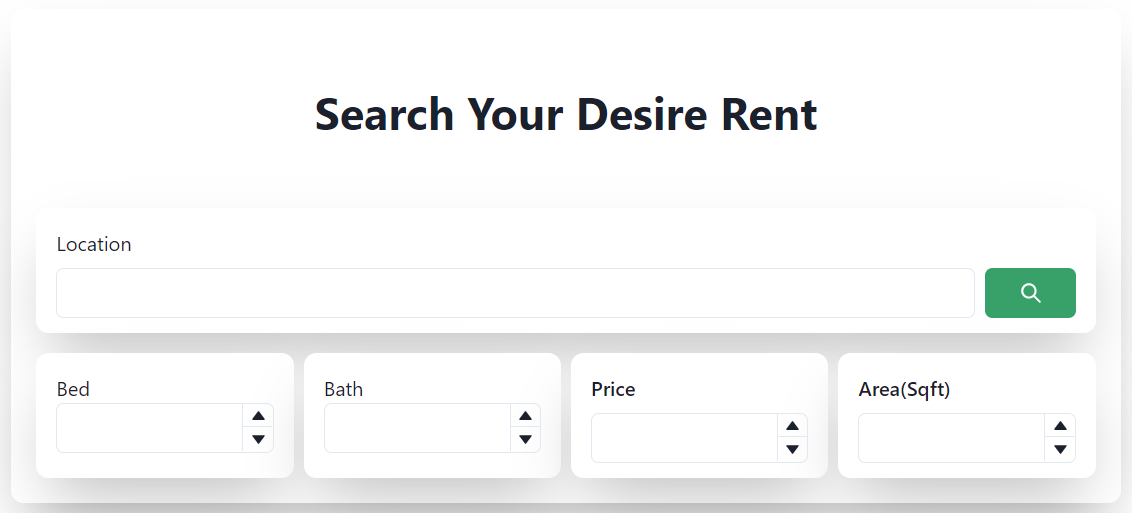 Search Your Desire Rent
Location
Bed
Bath
Price
Area(Sqft)